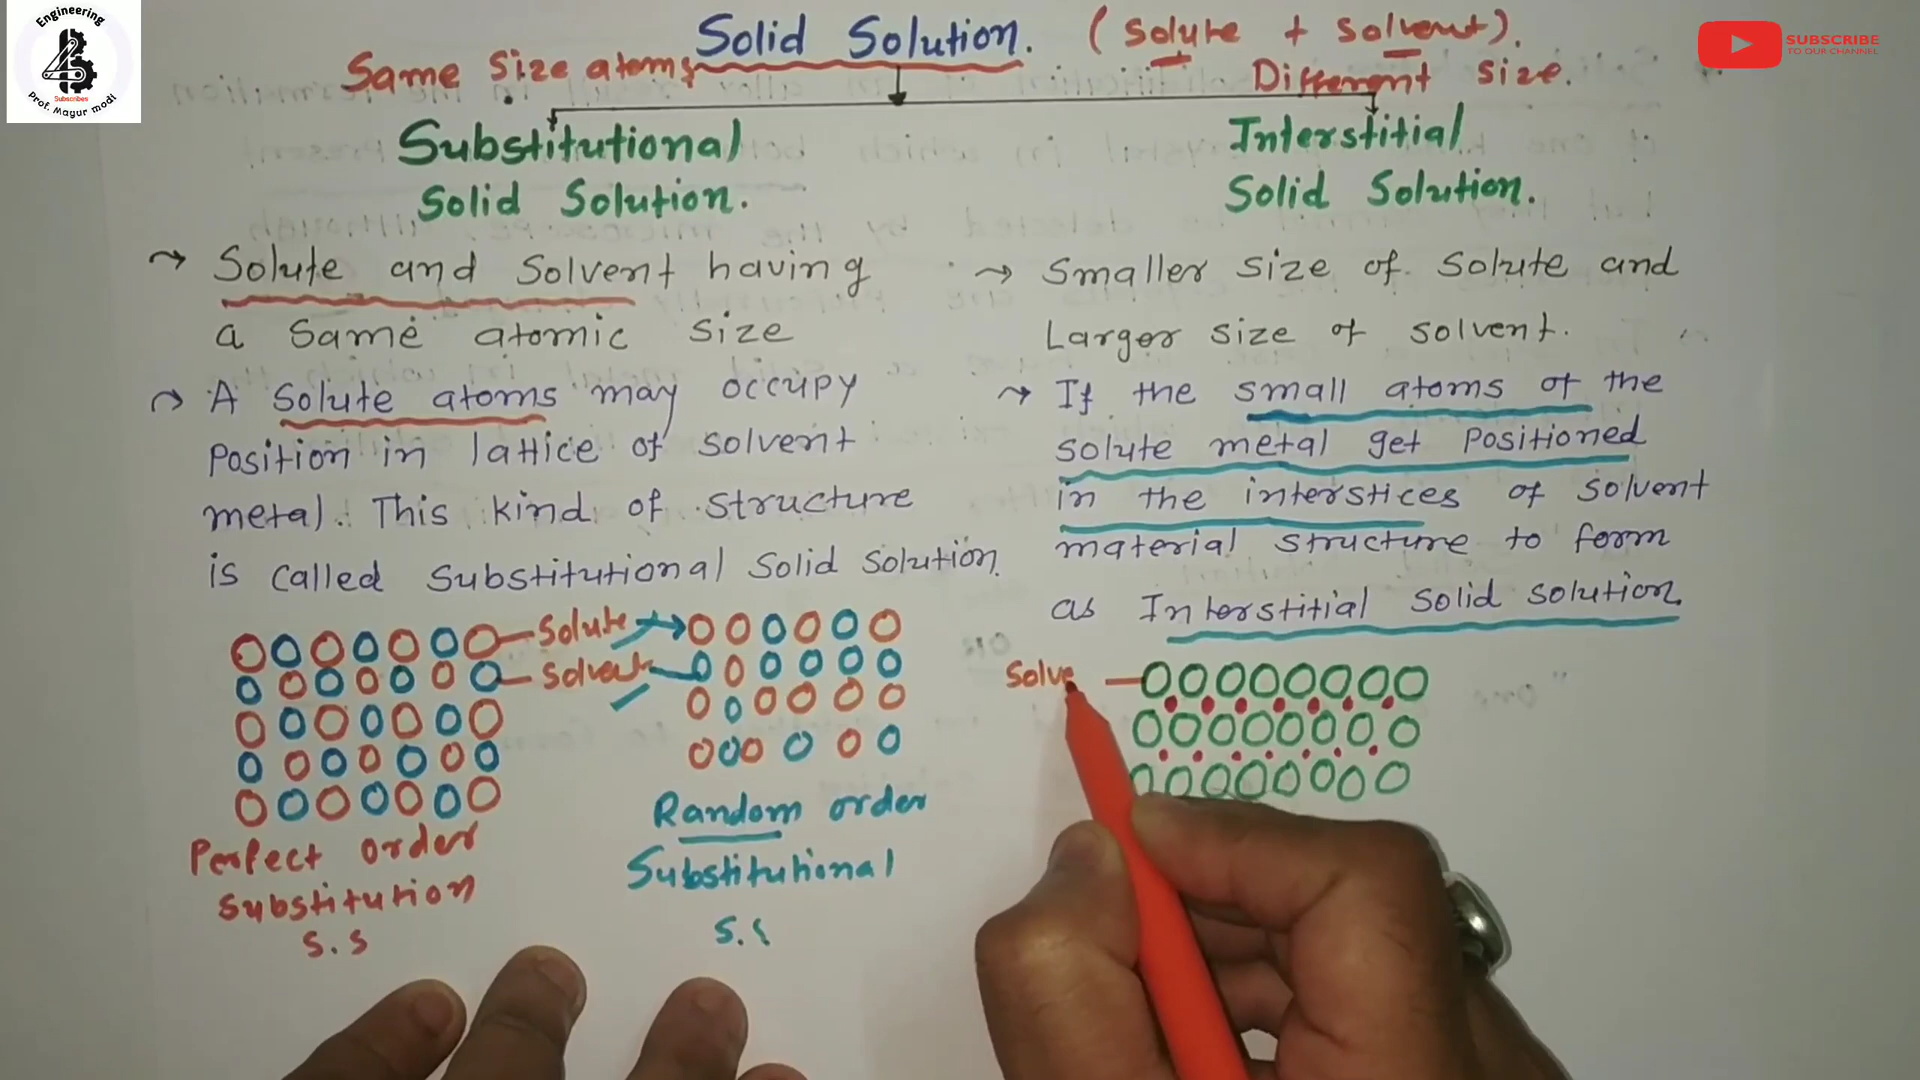 Engineering
Subscribes
Prof. Mayur modi
SUBSCRIBE
TO OUR CHANNEL
Solid Solution. (Solute + Solvent).
Same Size atoms
Different Size.
Substitutional
Solid Solution.
→ Solute and Solvent having
a Same atomic Size
→ A Solute atoms may occupy
Position in lattice of Solvent
metal. This kind of structure
is called Substitutional Solid Solution.
Solute
Solvent
Perfect order
Substitution
S.S
Random order
Substitutional
S.S
Interstitial
Solid Solution.
→ Smaller Size of Solute and
Larger size of solvent.
→ If the small atoms of the
solute metal get Positioned
in the interstices of Solvent
material structure to form
as Interstitial Solid Solution.
Solve